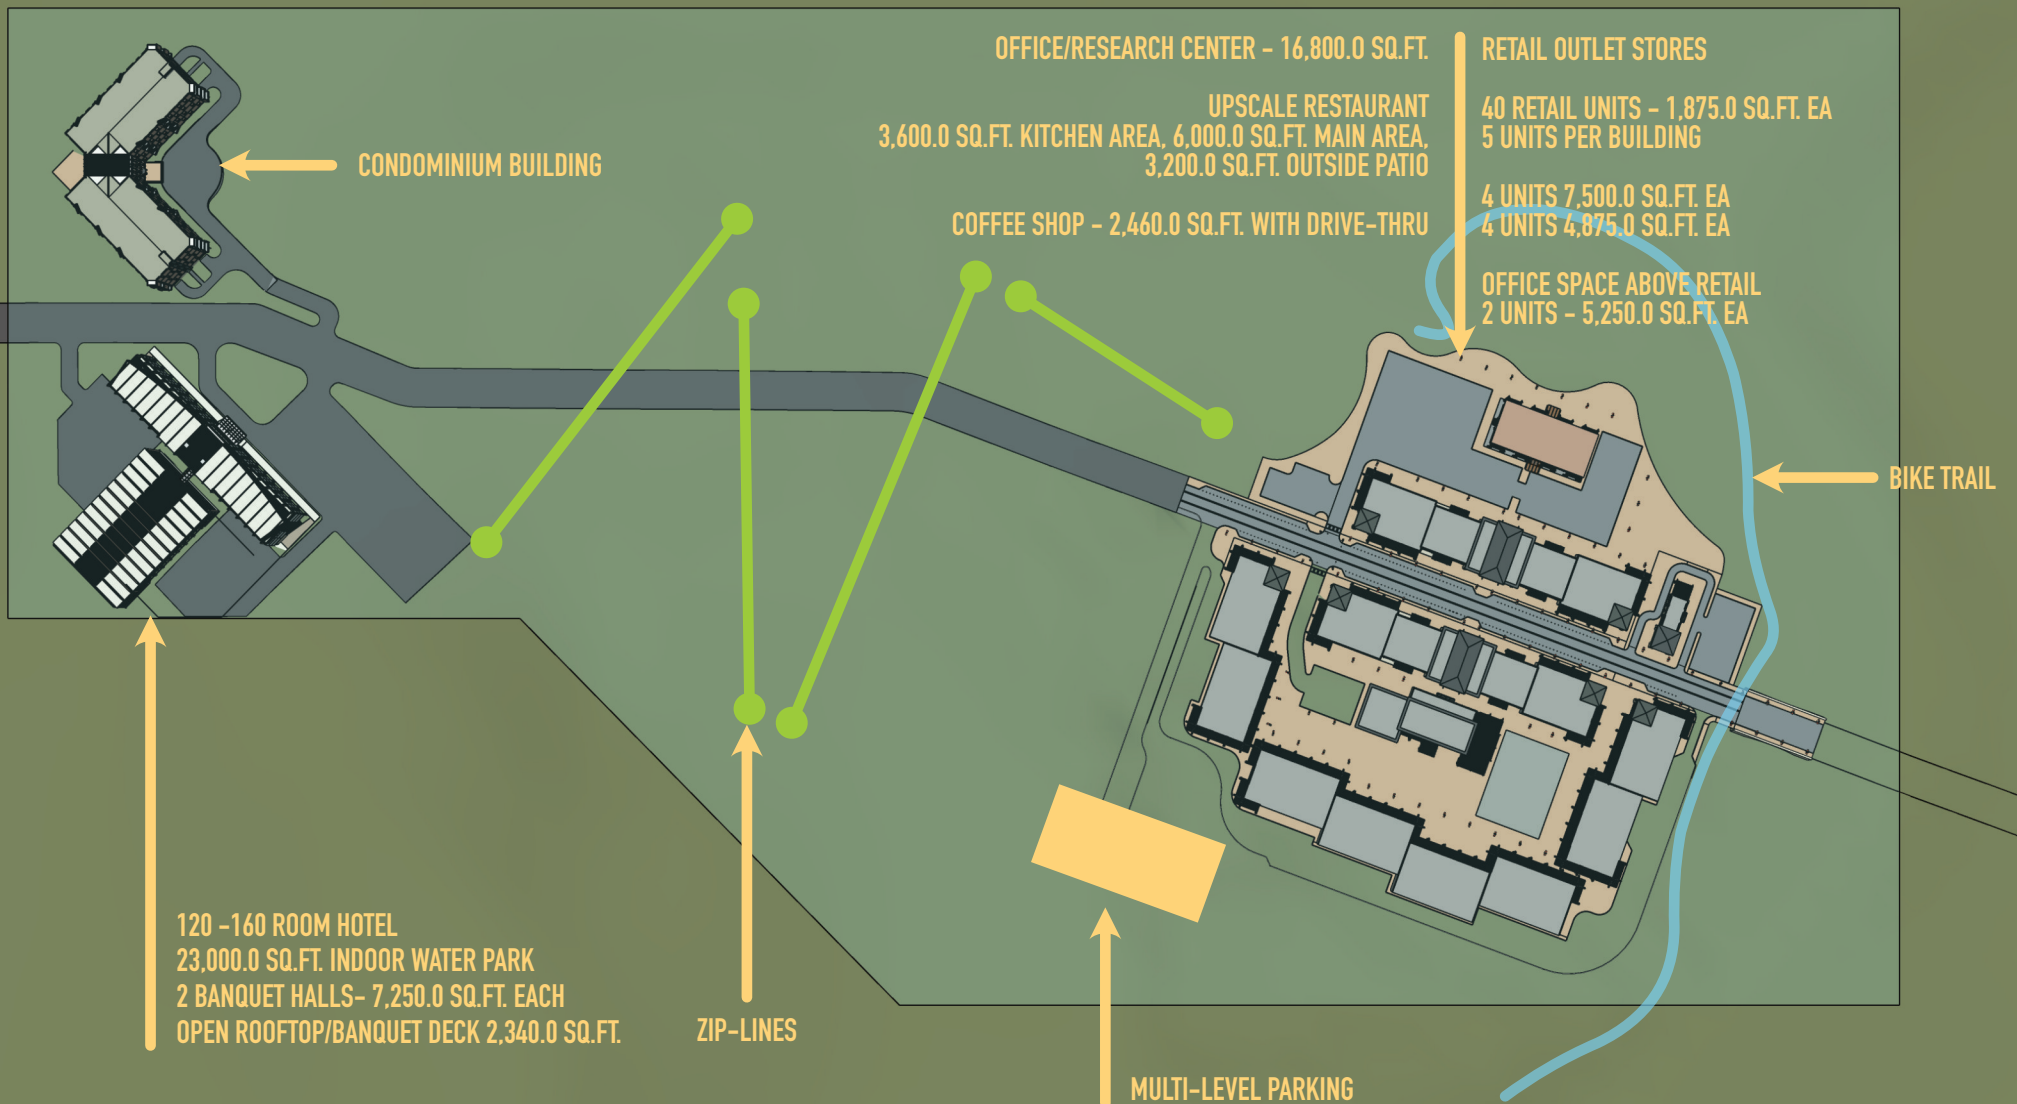 OFFICE/RESEARCH CENTER - 16,800.0 SQ.FT.
UPSCALE RESTAURANT
3,600.0 SQ.FT. KITCHEN AREA, 6,000.0 SQ.FT. MAIN AREA,
3,200.0 SQ.FT. OUTSIDE PATIO
COFFEE SHOP - 2,460.0 SQ.FT. WITH DRIVE-THRU
RETAIL OUTLET STORES
40 RETAIL UNITS - 1,875.0 SQ.FT. EA
5 UNITS PER BUILDING
4 UNITS 7,500.0 SQ.FT. EA
4 UNITS 4,875.0 SQ.FT. EA
OFFICE SPACE ABOVE RETAIL
2 UNITS - 5,250.0 SQ.FT. EA
CONDOMINIUM BUILDING
BIKE TRAIL
120 -160 ROOM HOTEL
23,000.0 SQ.FT. INDOOR WATER PARK
2 BANQUET HALLS- 7,250.0 SQ.FT. EACH
OPEN ROOFTOP/BANQUET DECK 2,340.0 SQ.FT.
ZIP-LINES
MULTI-LEVEL PARKING